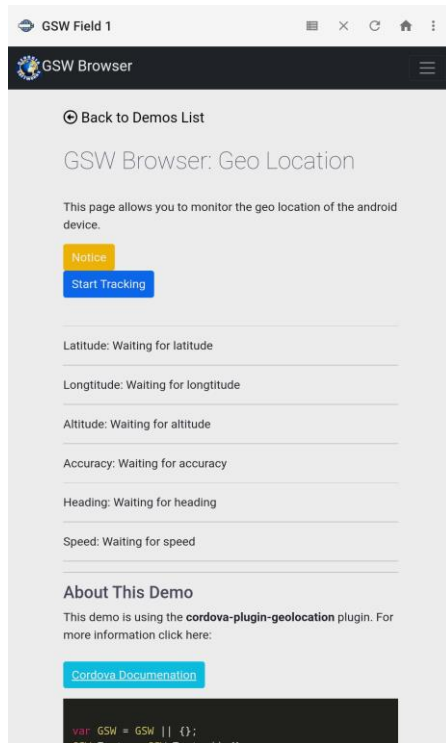 GSW Field 1
GSW Browser
Back to Demos List
GSW Browser: Geo Location
This page allows you to monitor the geo location of the android
device.
Notice
Start Tracking
Latitude: Waiting for latitude
Longtitude: Waiting for longtitude
Altitude: Waiting for altitude
Accuracy: Waiting for accuracy
Heading: Waiting for heading
Speed: Waiting for speed
About This Demo
This demo is using the cordova-plugin-geolocation plugin. For
more information click here:
Cordova Documenation
var GSW = GSW || {};